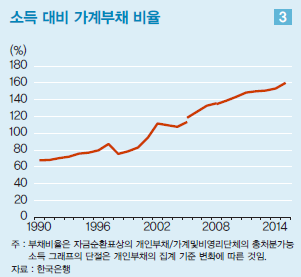 소득 대비 가계부채 비율
3
(%)
180
160
140
120
100
80
60
40
20
0
1990 1996 2002 2008 2014
주 : 부채비율은 자금순환표상의 개인부채/가계및비영리단체의 총처분가능
소득 그래프의 단절은 개인부채의 집계 기준 변화에 따른 것임.
자료 : 한국은행